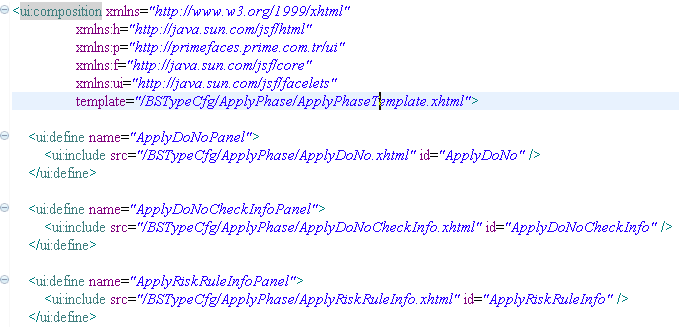 <ui:composition xmlns="http://www.w3.org/1999/xhtml"
xmlns:h="http://java.sun.com/jsf/html"
xmlns:p="http://primefaces.prime.com.tr/ui"
xmlns:f="http://java.sun.com/jsf/core"
xmlns:ui="http://java.sun.com/jsf/facelets"
template="/BSTypeCfg/ApplyPhase/ApplyPhaseTemplate.xhtml">
<ui:define name="ApplyDoNoPanel">
<ui:include src="/BSTypeCfg/ApplyPhase/ApplyDoNo.xhtml" id="ApplyDoNo" />
</ui:define>
<ui:define name="ApplyDoNoCheckInfoPanel">
<ui:include src="/BSTypeCfg/ApplyPhase/ApplyDoNoCheckInfo.xhtml" id="ApplyDoNoCheckInfo" />
</ui:define>
<ui:define name="ApplyRiskRuleInfoPanel">
<ui:include src="/BSTypeCfg/ApplyPhase/ApplyRiskRuleInfo.xhtml" id="ApplyRiskRuleInfo" />
</ui:define>